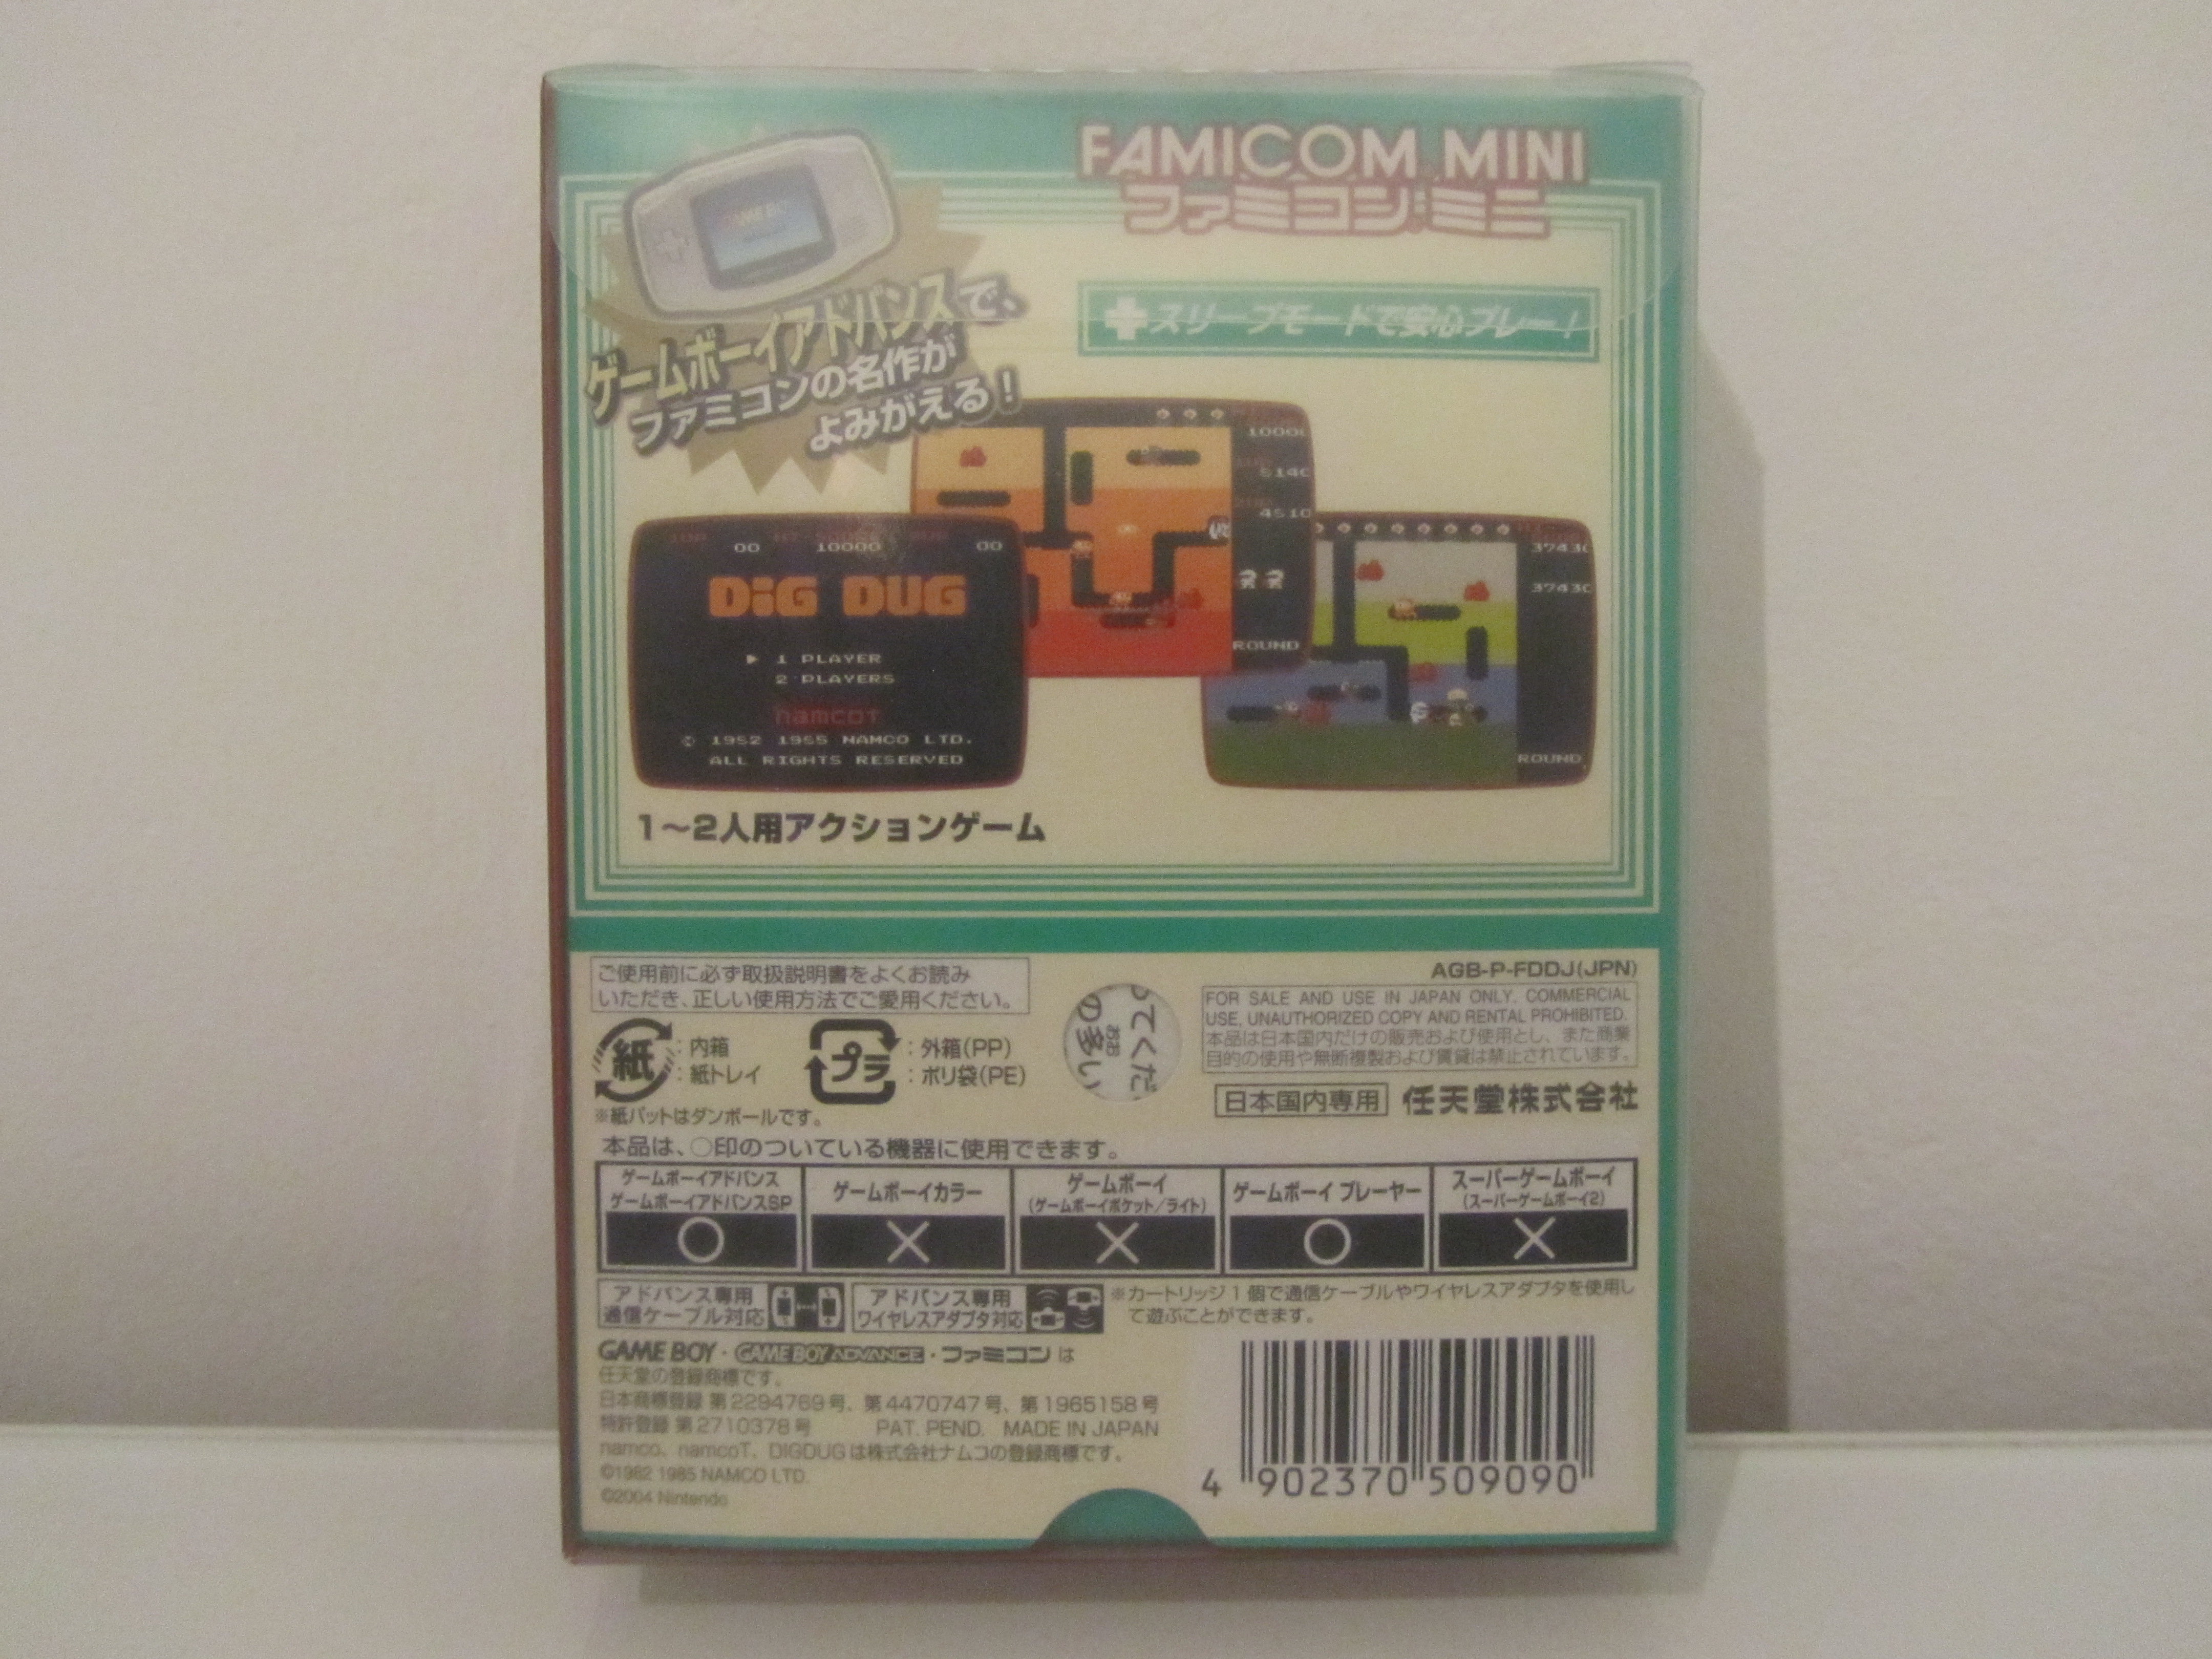 FAMICOM MINI
ファミコンミニ
ゲームボーイアドバンスで、
ファミコンの名作が
よみがえる!
スリープモードで安心プレー!
00 10000 00
DiG DUG
1 PLAYER
2 PLAYERS
namcoT
© 1982 1985 NAMCO LTD.
ALL RIGHTS RESERVED
5140
4510
ROUND
ROUND
1~2人用アクションゲーム
ご使用前に必ず取扱説明書をよくお読み
いただき、正しい使用方法でご愛用ください。
紙:内箱
:紙トレイ
プラ:外箱(PP)
:ポリ袋(PE)
※紙パットはダンボールです。
ってくだ
おお
の多い
AGB-P-FDDJ(JPN)
FOR SALE AND USE IN JAPAN ONLY. COMMERCIAL
USE, UNAUTHORIZED COPY AND RENTAL PROHIBITED.
本品は日本国内だけの販売および使用とし、また商業
目的の使用や無断複製および賃貸は禁止されています。
日本国内専用 任天堂株式会社
本品は、○印のついている機器に使用できます。
ゲームボーイアドバンス
ゲームボーイアドバンスSP
○
ゲームボーイカラー
×
ゲームボーイ
(ゲームボーイポケット/ライト)
×
ゲームボーイ プレーヤー
○
スーパーゲームボーイ
(スーパーゲームボーイ2)
×
アドバンス専用
通信ケーブル対応
アドバンス専用
ワイヤレスアダプタ対応
※カートリッジ1個で通信ケーブルやワイヤレスアダプタを使用し
て遊ぶことができます。
GAME BOY・GAME BOY ADVANCE・ファミコンは
任天堂の登録商標です。
日本商標登録 第2294769号、第4470747号、第1965158号
特許登録 第2710378号 PAT. PEND. MADE IN JAPAN
namco、namcoT、DIGDUGは株式会社ナムコの登録商標です。
©1982 1985 NAMCO LTD.
©2004 Nintendo
4 902370 509090